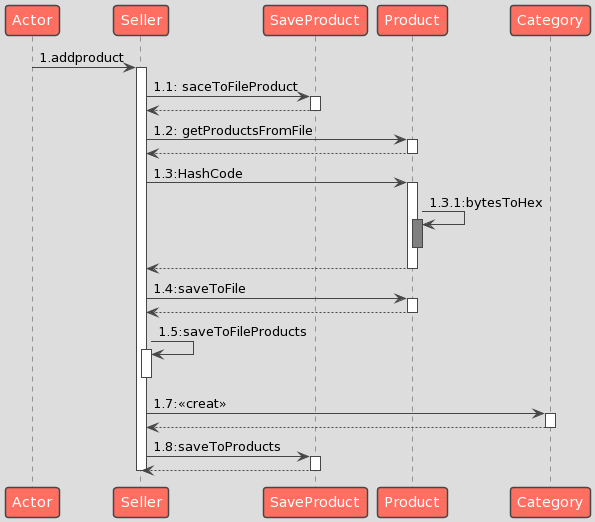 Actor Seller SaveProduct Product Category
1.addproduct
1.1: saceToFileProduct
1.2: getProductsFromFile
1.3:HashCode
1.3.1:bytesToHex
1.4:saveToFile
1.5:saveToFileProducts
1.7:«creat»
1.8:saveToProducts
Actor Seller SaveProduct Product Category